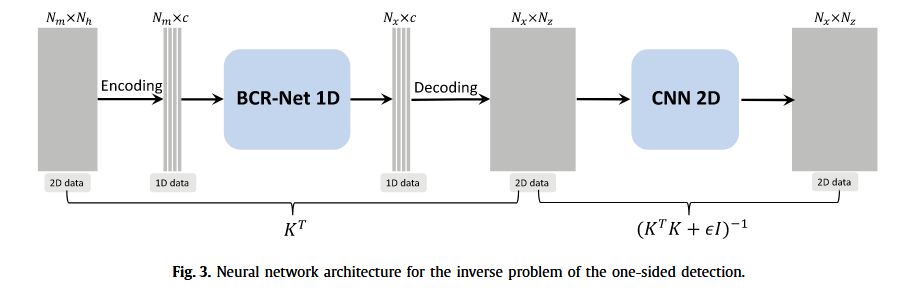 $N_m \times N_h$ $N_m \times c$ $N_x \times c$ $N_x \times N_z$ $N_x \times N_z$
Encoding BCR-Net 1D Decoding CNN 2D
2D data 1D data 1D data 2D data 2D data
$K^T$ $(K^T K + \epsilon I)^{-1}$
Fig. 3. Neural network architecture for the inverse problem of the one-sided detection.